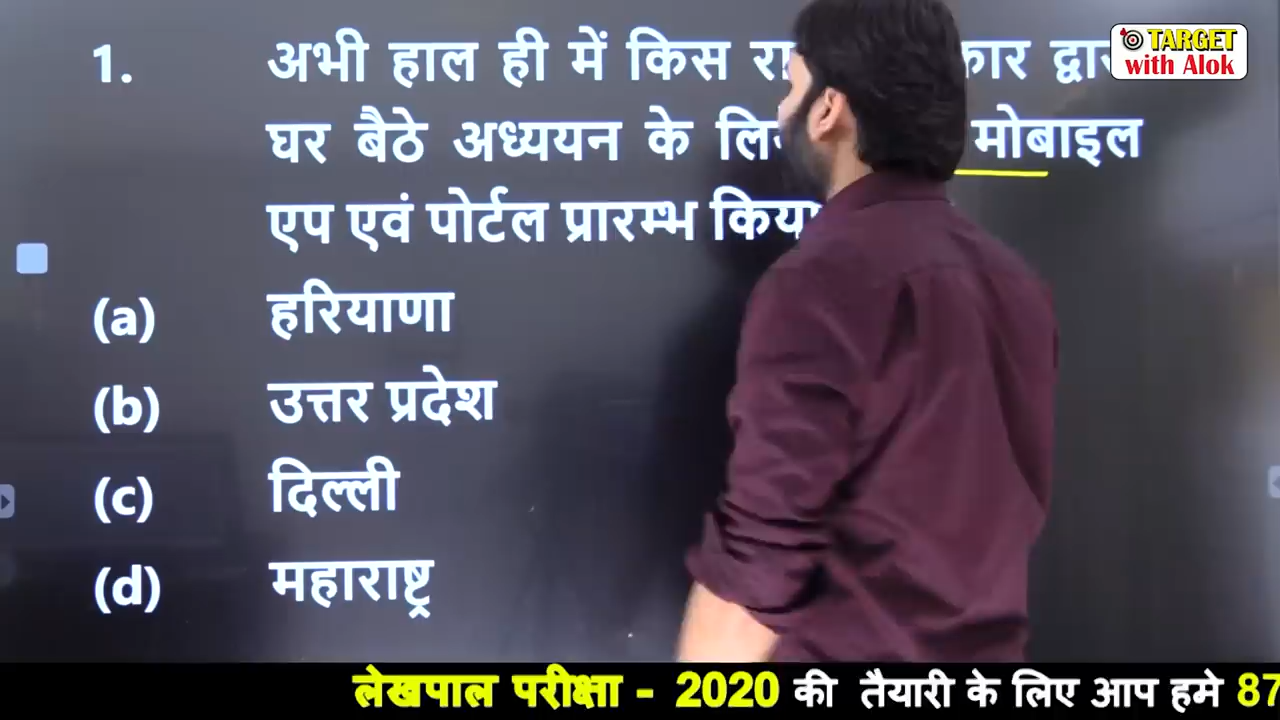 TARGET
with Alok
1. अभी हाल ही में किस
घर बैठे अध्ययन के मोबाइल
एप एवं पोर्टल प्रारम्भ
(a) हरियाणा
(b) उत्तर प्रदेश
(c) दिल्ली
(d) महाराष्ट्र
लेखपाल परीक्षा - 2020 की तैयारी के लिए आप हमे 87